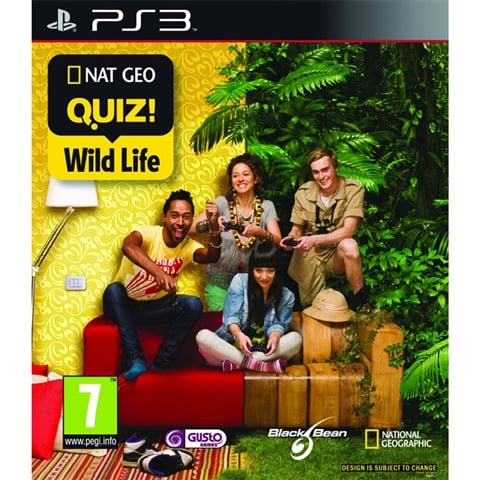 PS3
NAT GEO
QUIZ!
Wild Life
7
www.pegi.info
GUSTO
GAMES
Black Bean
NATIONAL
GEOGRAPHIC
DESIGN IS SUBJECT TO CHANGE